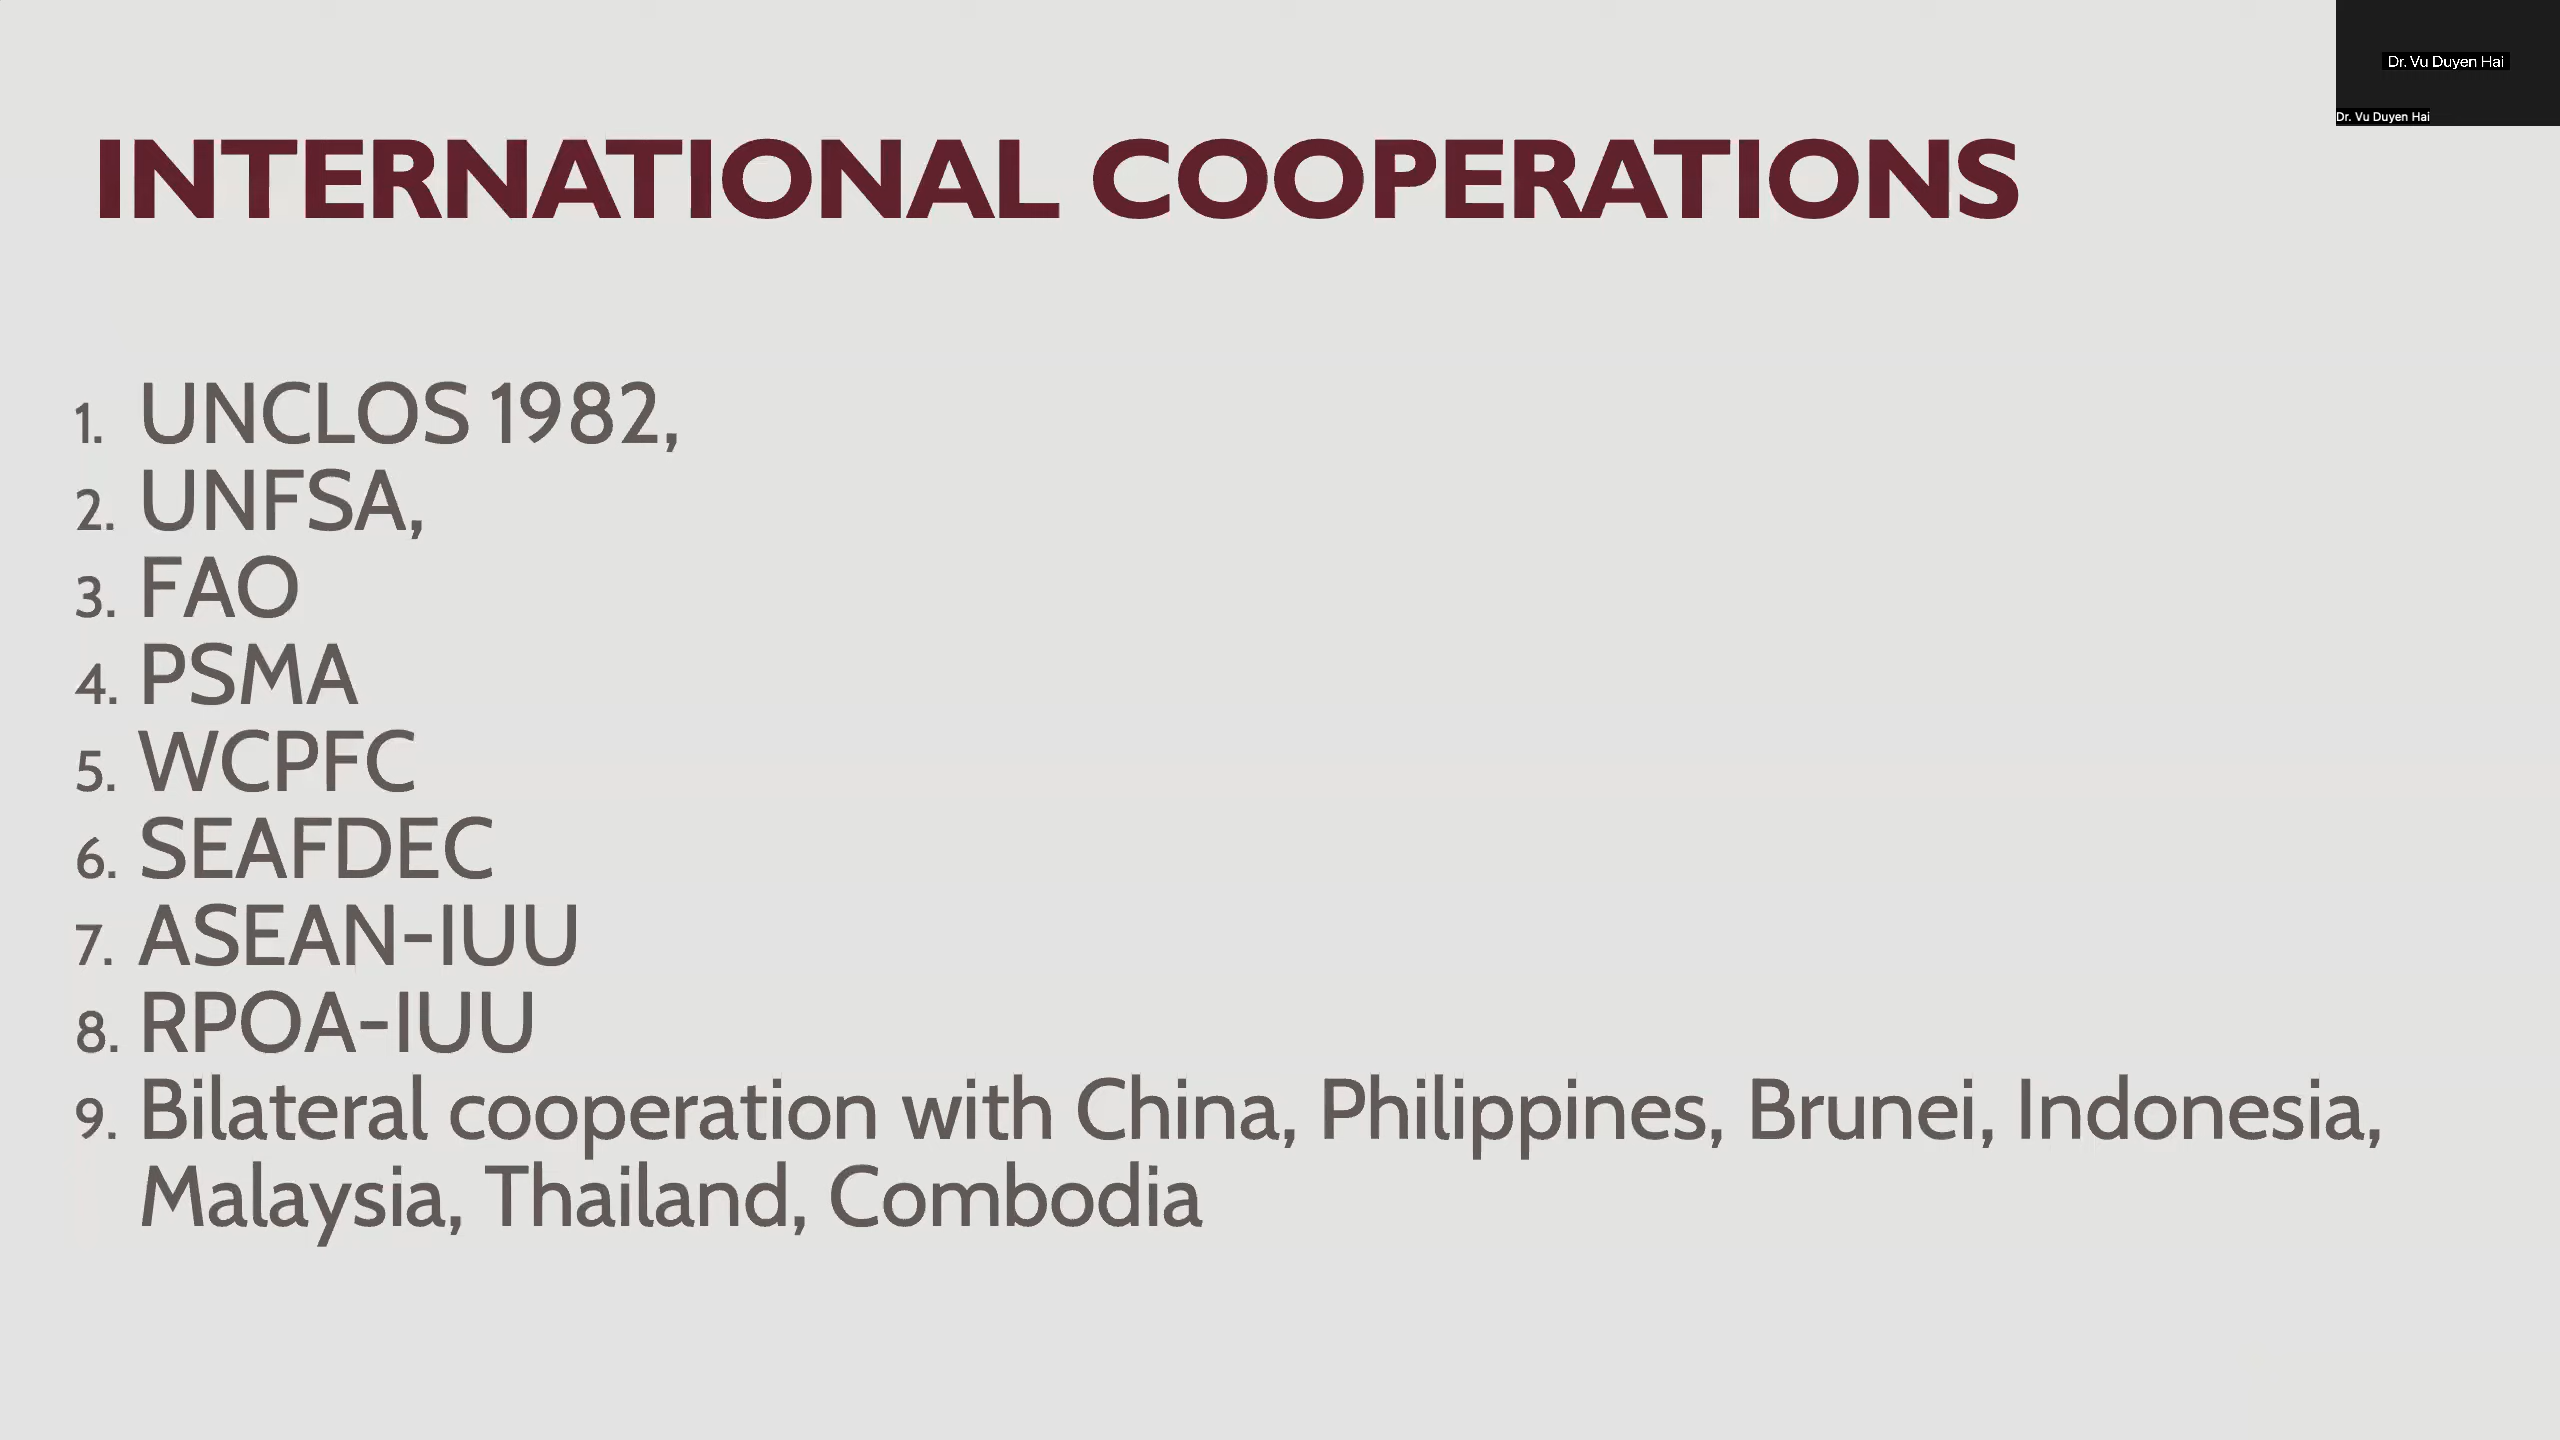 Dr. Vu Duyen Hai
Dr. Vu Duyen Hai
INTERNATIONAL COOPERATIONS
1. UNCLOS 1982,
2. UNFSA,
3. FAO
4. PSMA
5. WCPFC
6. SEAFDEC
7. ASEAN-IUU
8. RPOA-IUU
9. Bilateral cooperation with China, Philippines, Brunei, Indonesia,
Malaysia, Thailand, Combodia